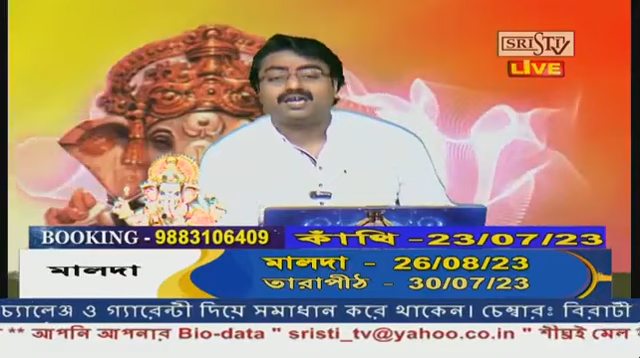 SRISTI TV
LIVE
BOOKING - 9883106409
কাঁথি -23/07/23
মালদা
মালদা - 26/08/23
তারাপীঠ - 30/07/23
চ্যালেঞ্জ ও গ্যারেন্টী দিয়ে সমাধান করে থাকেন। চেম্বারঃ বিরাটী
** আপনি আপনার Bio-data " sristi_tv@yahoo.co.in " শীঘ্রই মেল